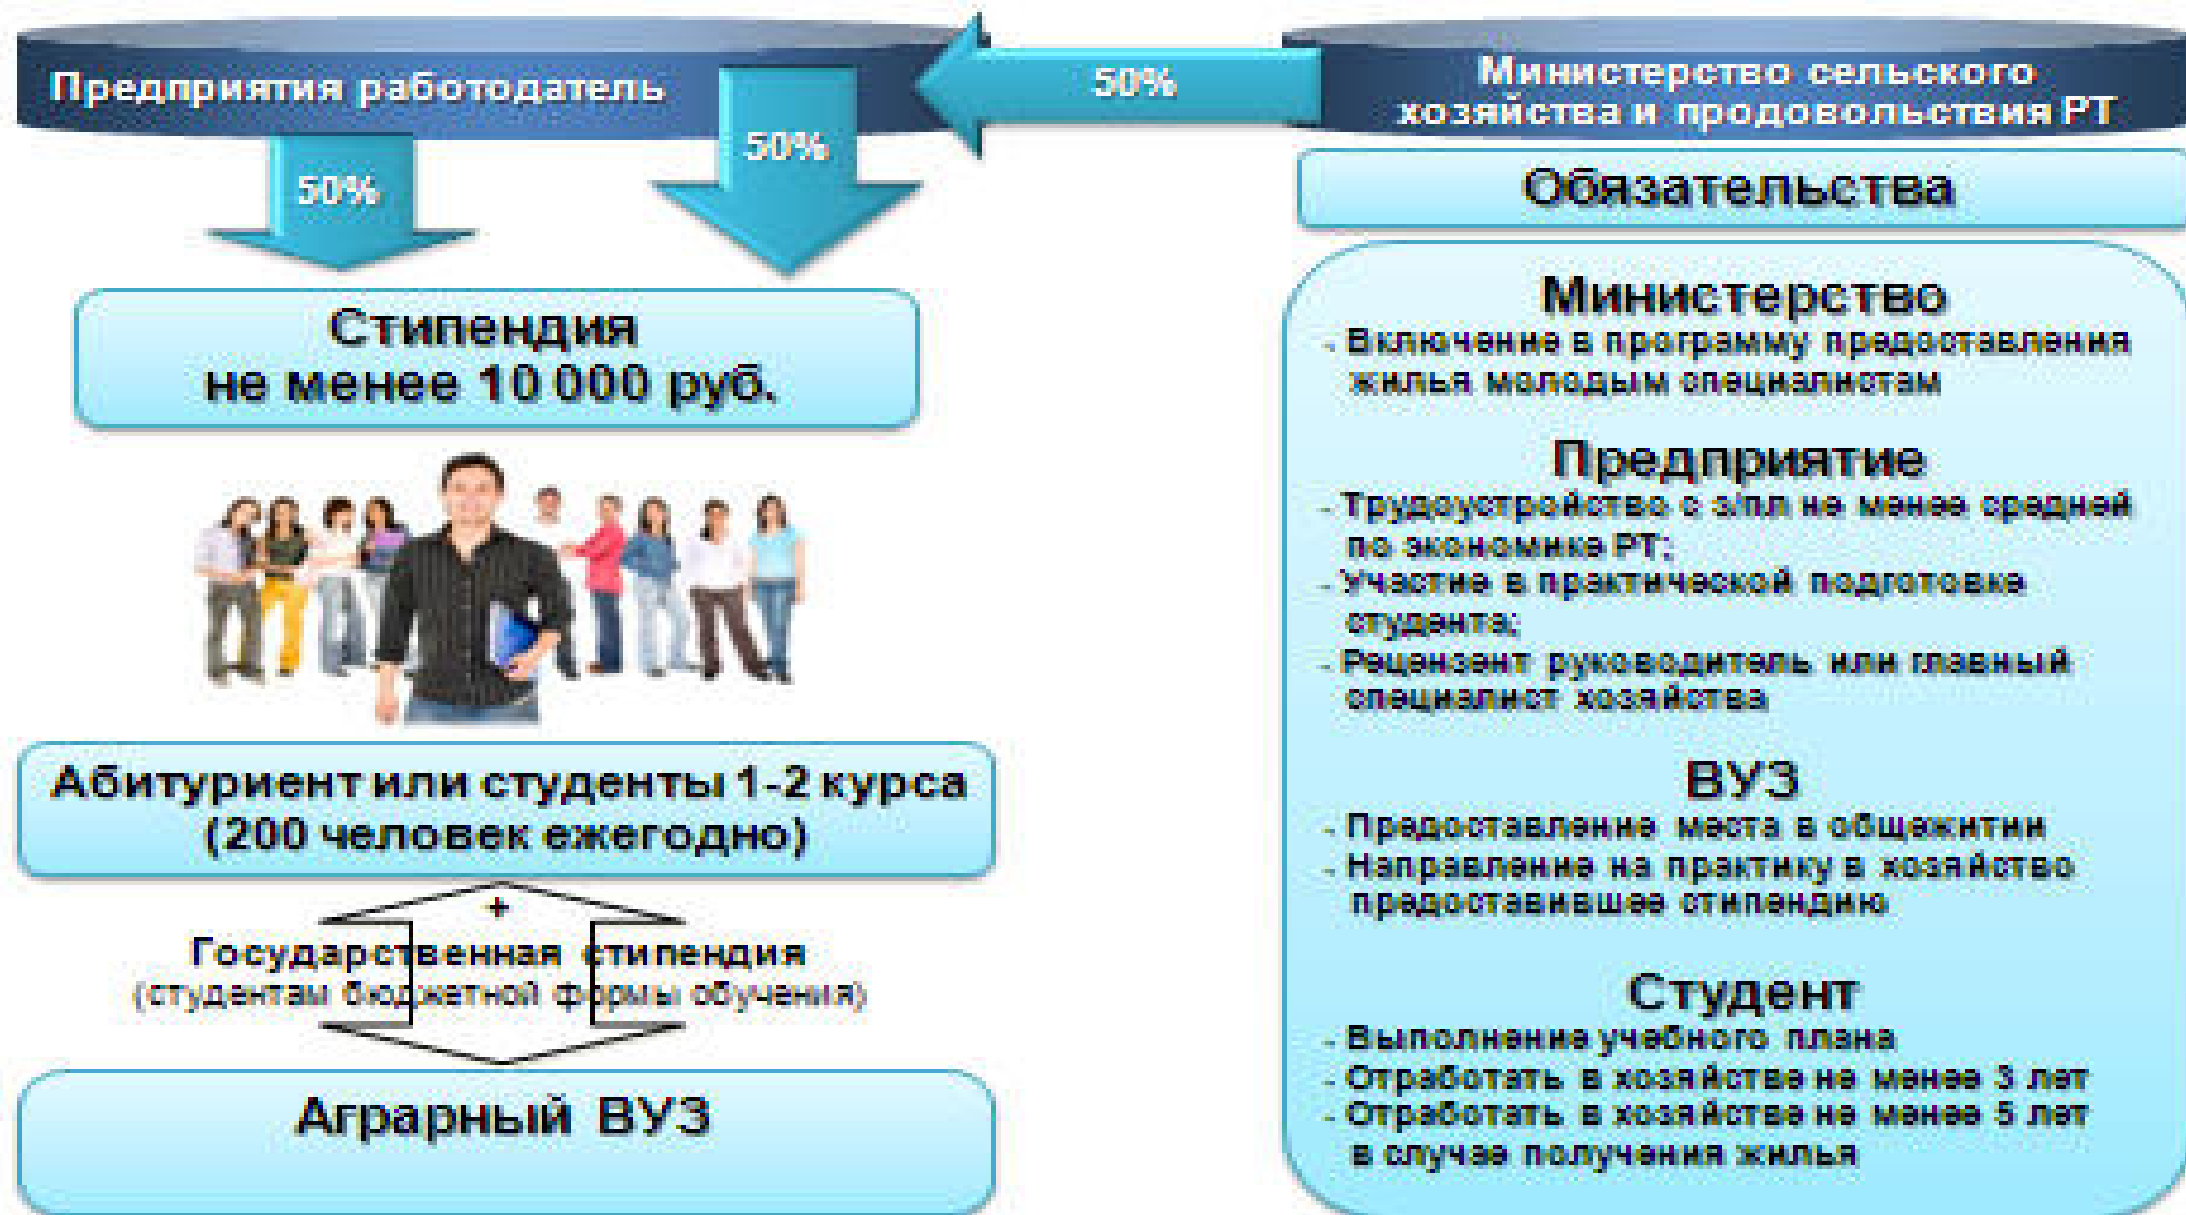 Предприятия работодатель
50%
Министерство сельского
хозяйства и продовольствия РТ
50%
50%
Стипендия
не менее 10 000 руб.
Абитуриент или студенты 1-2 курса
(200 человек ежегодно)
+
Государственная стипендия
(студентам бюджетной формы обучения)
Аграрный ВУЗ
Обязательства
Министерство
- Включение в программу предоставления
жилья молодым специалистам
Предприятие
- Трудоустройство с з/пл не менее средней
по экономике РТ;
- Участие в практической подготовке
студента;
- Рецензент руководитель или главный
специалист хозяйства
ВУЗ
- Предоставление места в общежитии
- Направление на практику в хозяйство
предоставившее стипендию
Студент
- Выполнение учебного плана
- Отработать в хозяйстве не менее 3 лет
- Отработать в хозяйстве не менее 5 лет
в случае получения жилья